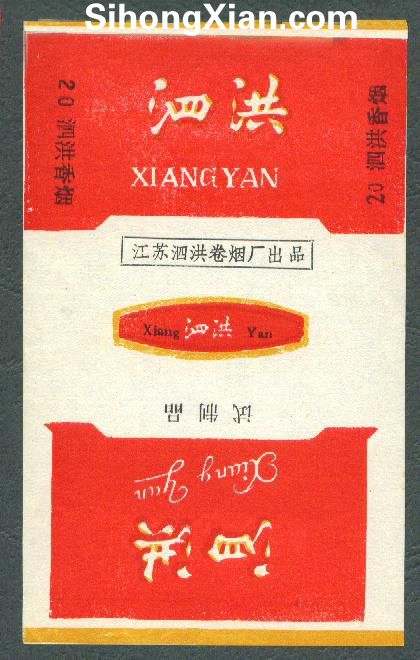 SihongXian.com
20 泗洪香烟
泗洪
XIANGYAN
20 泗洪香烟
江苏泗洪卷烟厂出品
Xiang 泗洪 Yan
试制品
Xiang Yan
泗洪